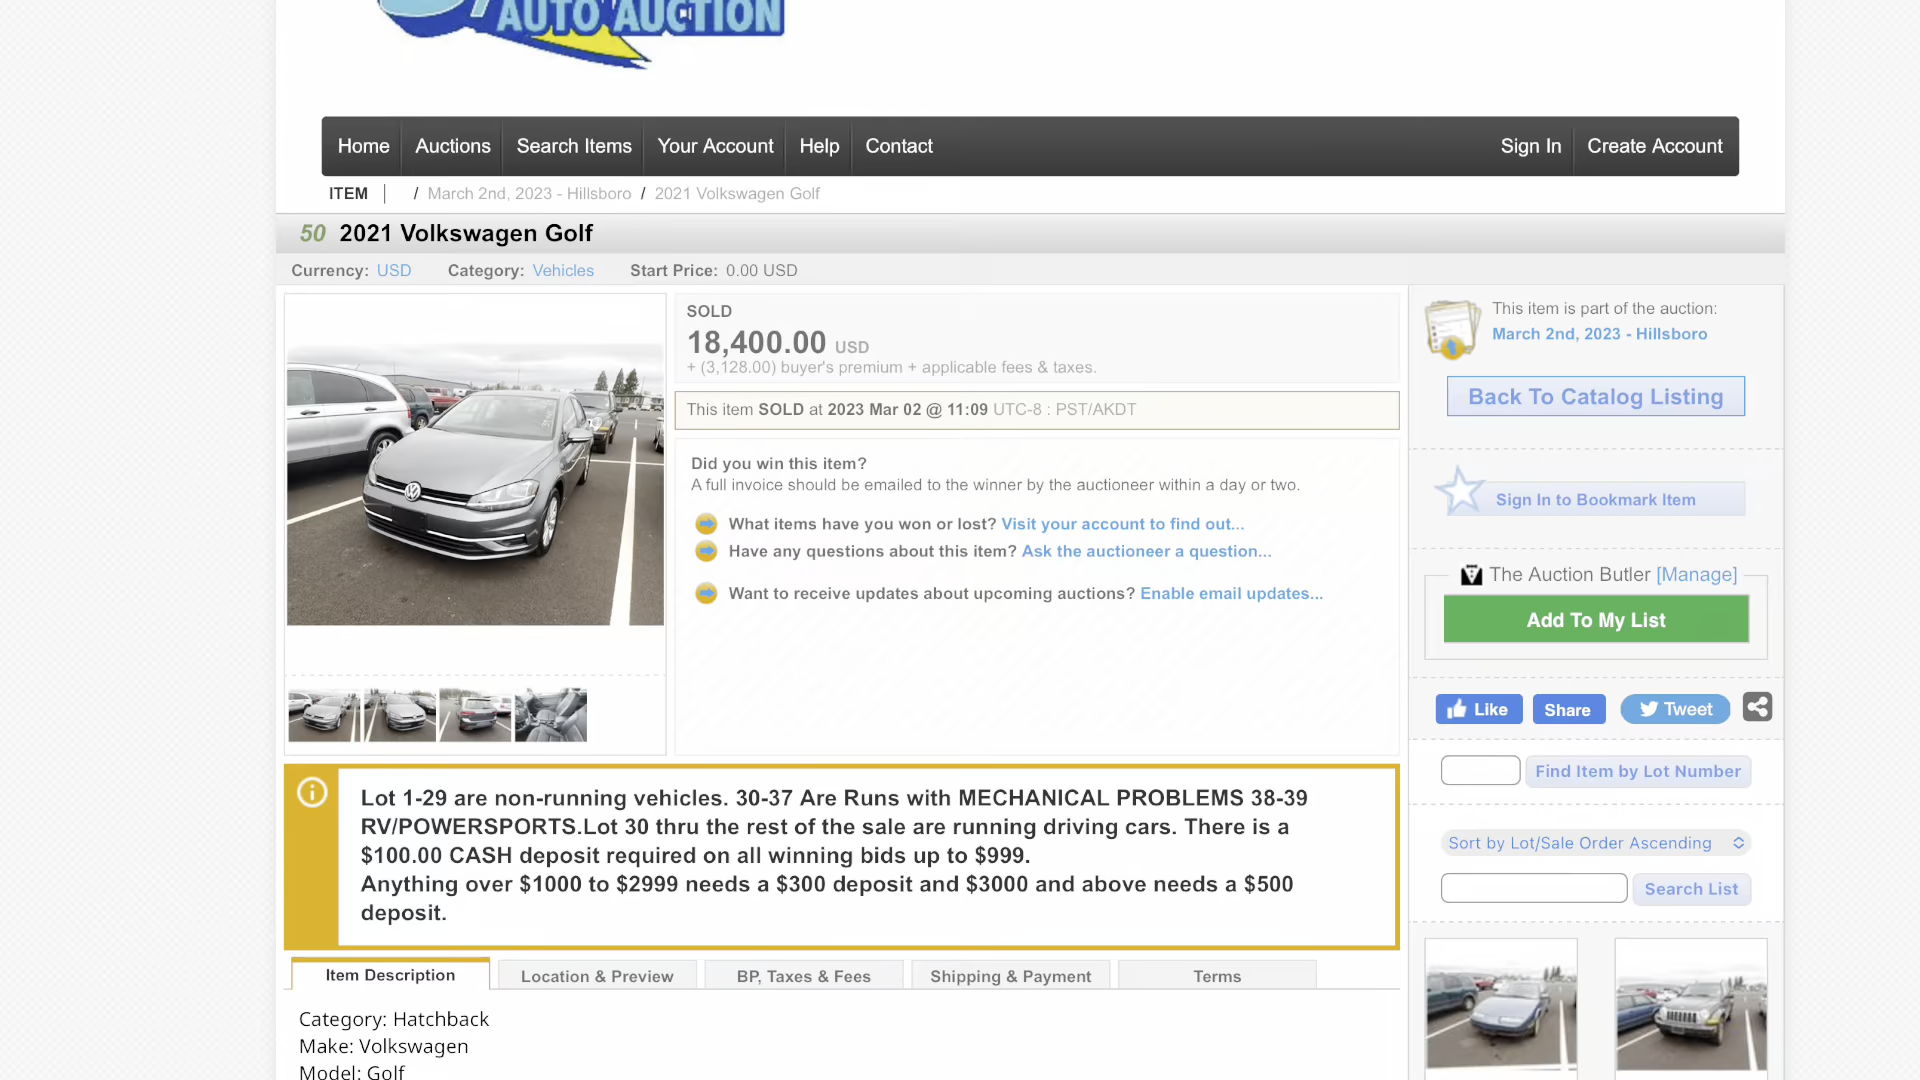 AUTO AUCTION
Home Auctions Search Items Your Account Help Contact Sign In Create Account
ITEM / March 2nd, 2023 - Hillsboro / 2021 Volkswagen Golf
50 2021 Volkswagen Golf
Currency: USD Category: Vehicles Start Price: 0.00 USD
SOLD
18,400.00 USD
+ (3,128.00) buyer's premium + applicable fees & taxes.
This item SOLD at 2023 Mar 02 @ 11:09 UTC-8 : PST/AKDT
Did you win this item?
A full invoice should be emailed to the winner by the auctioneer within a day or two.
What items have you won or lost? Visit your account to find out...
Have any questions about this item? Ask the auctioneer a question...
Want to receive updates about upcoming auctions? Enable email updates...
This item is part of the auction:
March 2nd, 2023 - Hillsboro
Back To Catalog Listing
Sign In to Bookmark Item
The Auction Butler [Manage]
Add To My List
Like Share Tweet
Find Item by Lot Number
Sort by Lot/Sale Order Ascending
Search List
Lot 1-29 are non-running vehicles. 30-37 Are Runs with MECHANICAL PROBLEMS 38-39
RV/POWERSPORTS.Lot 30 thru the rest of the sale are running driving cars. There is a
$100.00 CASH deposit required on all winning bids up to $999.
Anything over $1000 to $2999 needs a $300 deposit and $3000 and above needs a $500
deposit.
Item Description Location & Preview BP, Taxes & Fees Shipping & Payment Terms
Category: Hatchback
Make: Volkswagen
Model: Golf